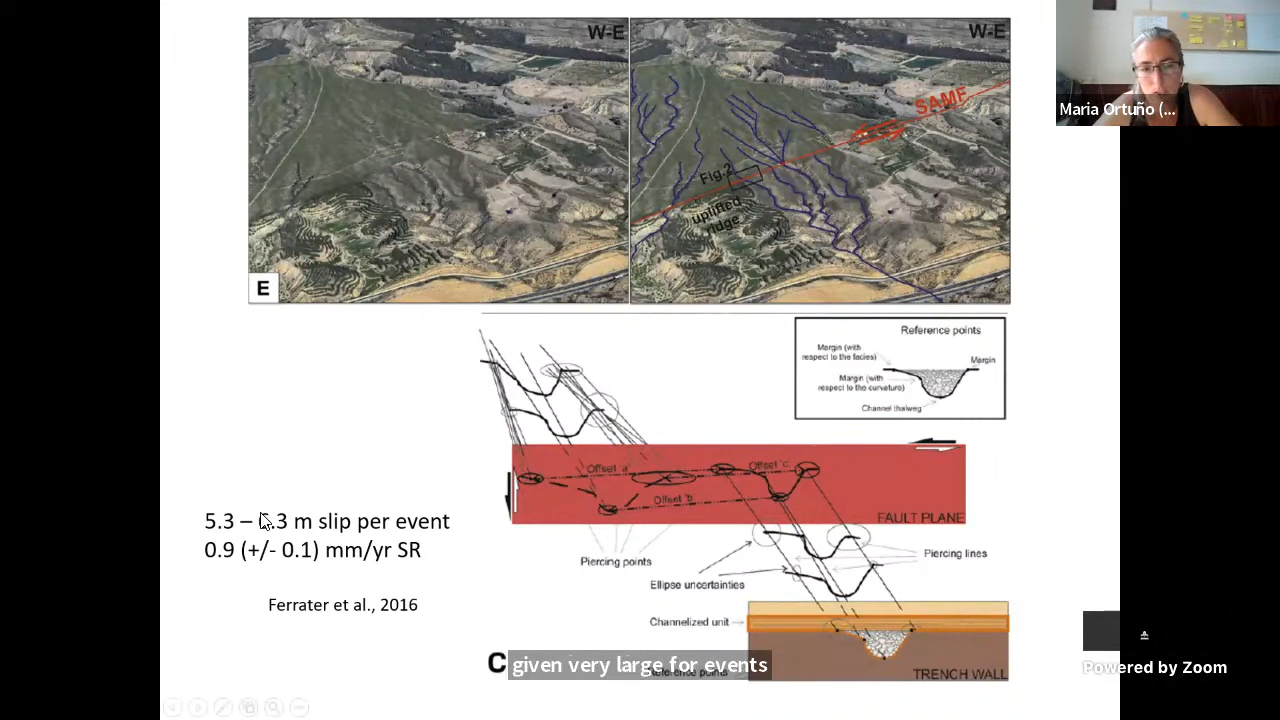 W-E
W-E
SAMF
Fig.2
uplifted
ridge
E
Maria Ortuño (...
Reference points
Margin (with
respect to the facies)
Margin
Margin (with
respect to the curvature)
Channel thalweg
Offset 'a'
Offset 'c'
Offset 'b'
FAULT PLANE
5.3 – .3 m slip per event
0.9 (+/- 0.1) mm/yr SR
Ferrater et al., 2016
Piercing points
Piercing lines
Ellipse uncertainties
Channelized unit
C
given very large for events
Reference points
TRENCH WALL
Powered by Zoom